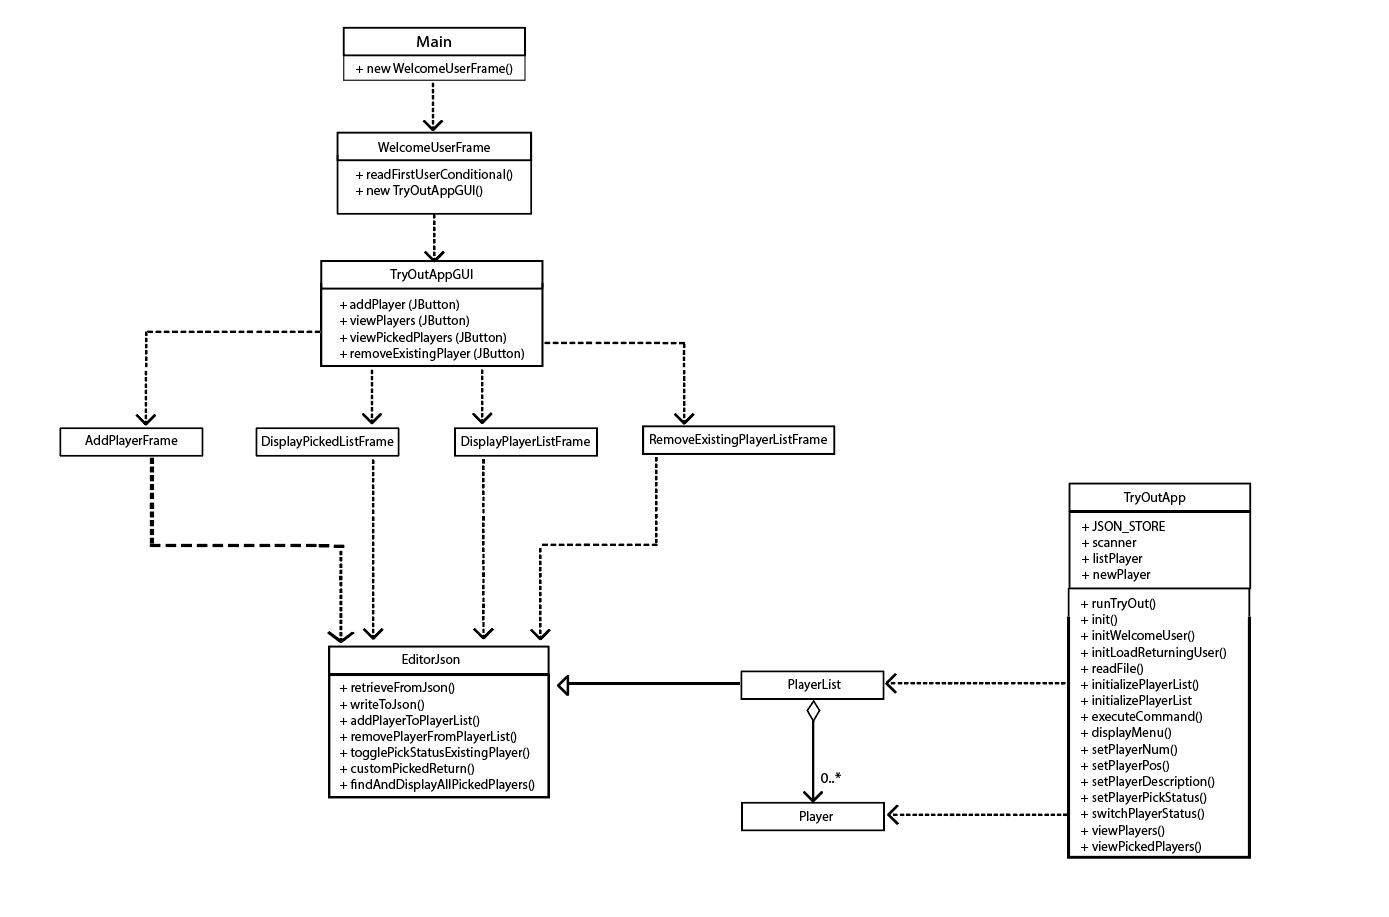 Main
+ new WelcomeUserFrame()
WelcomeUserFrame
+ readFirstUserConditional()
+ new TryOutAppGUI()
TryOutAppGUI
+ addPlayer (JButton)
+ viewPlayers (JButton)
+ viewPickedPlayers (JButton)
+ removeExistingPlayer (JButton)
AddPlayerFrame
DisplayPickedListFrame
DisplayPlayerListFrame
RemoveExistingPlayerListFrame
EditorJson
+ retrieveFromJson()
+ writeToJson()
+ addPlayerToPlayerList()
+ removePlayerFromPlayerList()
+ togglePickStatusExistingPlayer()
+ customPickedReturn()
+ findAndDisplayAllPickedPlayers()
PlayerList
0..*
Player
TryOutApp
+ JSON_STORE
+ scanner
+ listPlayer
+ newPlayer
+ runTryOut()
+ init()
+ initWelcomeUser()
+ initLoadReturningUser()
+ readFile()
+ initializePlayerList()
+ initializePlayerList
+ executeCommand()
+ displayMenu()
+ setPlayerNum()
+ setPlayerPos()
+ setPlayerDescription()
+ setPlayerPickStatus()
+ switchPlayerStatus()
+ viewPlayers()
+ viewPickedPlayers()